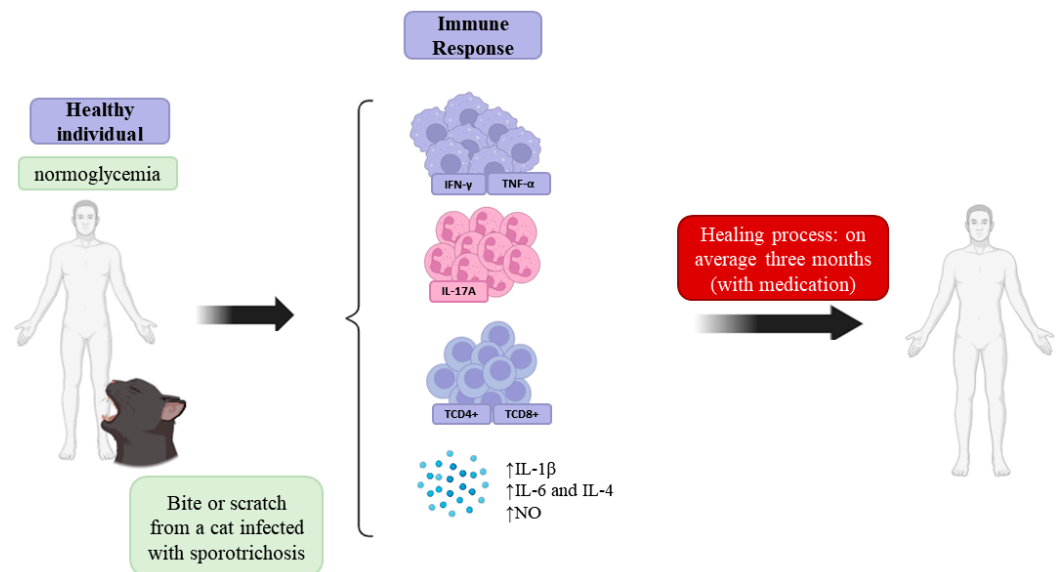 Immune
Response
Healthy
individual
normoglycemia
IFN-γ TNF-α
IL-17A
TCD4+ TCD8+
↑IL-1β
↑IL-6 and IL-4
↑NO
Bite or scratch
from a cat infected
with sporotrichosis
Healing process: on
average three months
(with medication)